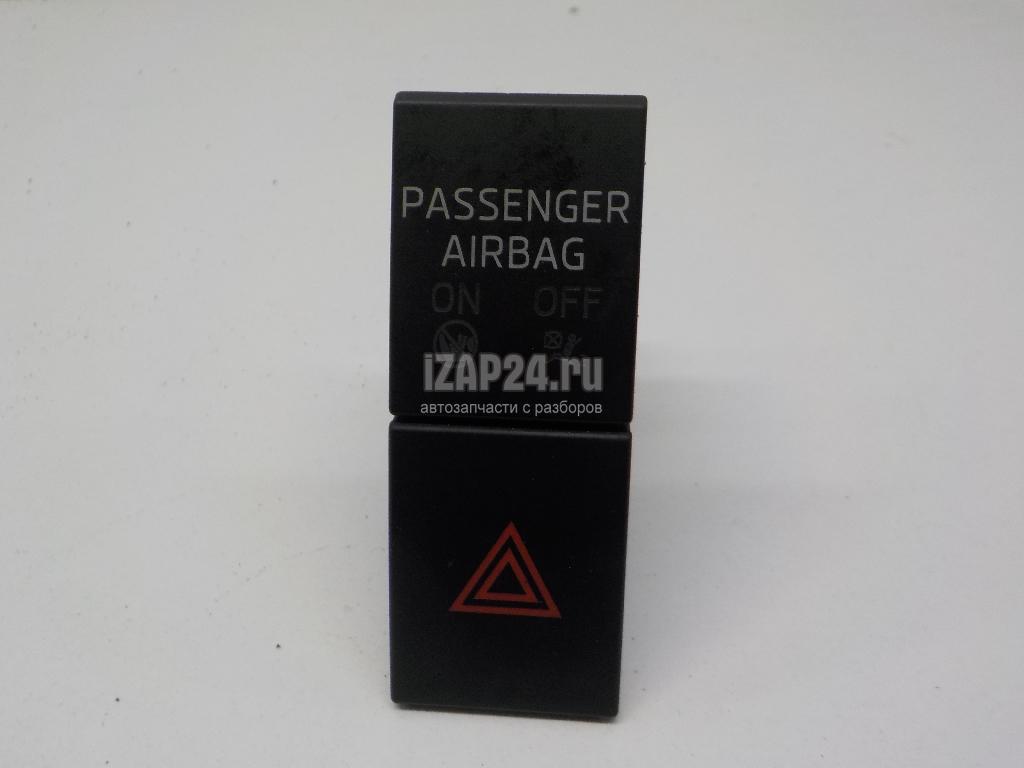 PASSENGER
AIRBAG
ON OFF
iZAP24.ru
автозапчасти с разборов